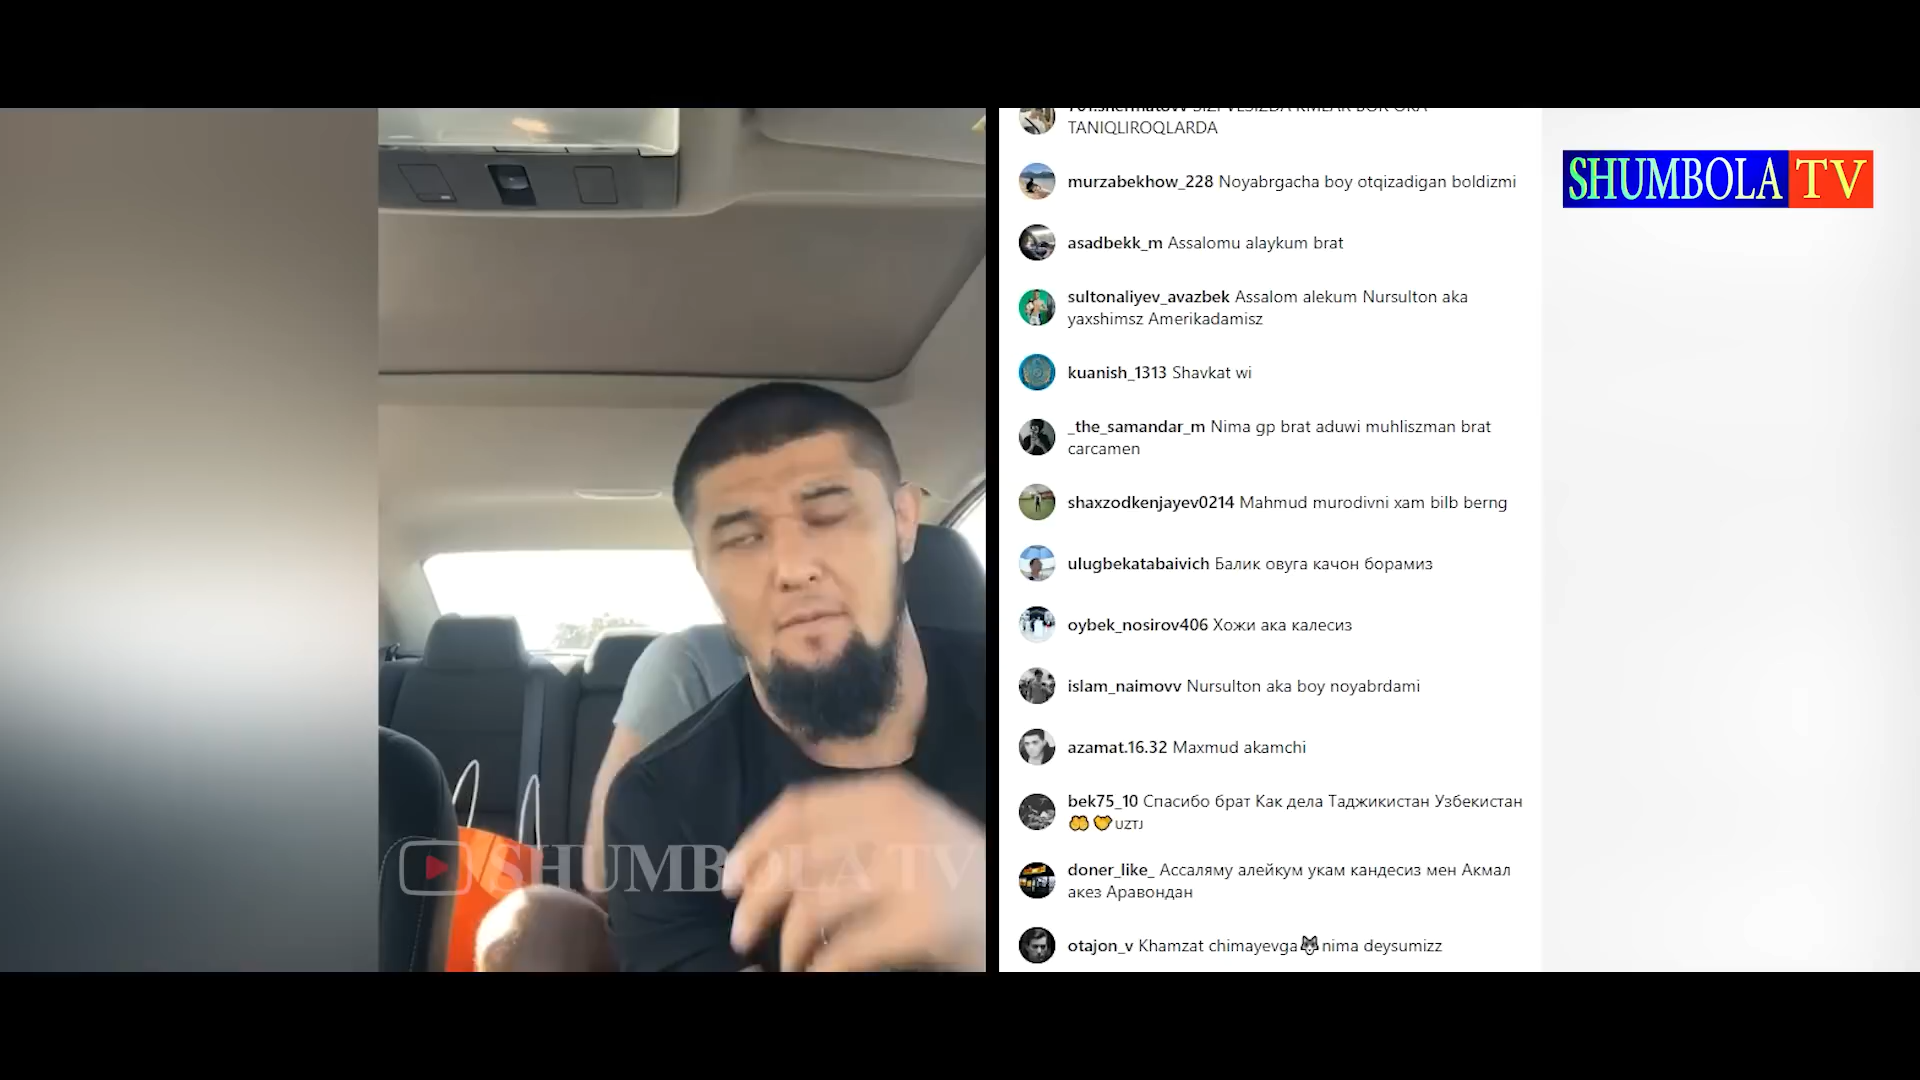 TANIQLIROQLARDA
murzabekhow_228 Noyabrgacha boy otqizadigan boldizmi
asadbekk_m Assalomu alaykum brat
sultonaliyev_avazbek Assalom alekum Nursulton aka
yaxshimsz Amerikadamisz
kuanish_1313 Shavkat wi
_the_samandar_m Nima gp brat aduwi muhliszman brat
carcamen
shaxzodkenjayev0214 Mahmud murodivni xam bilb berng
ulugbekatabaivich Балик овуга качон борамиз
oybek_nosirov406 Хожи ака калесиз
islam_naimovv Nursulton aka boy noyabrdami
azamat.16.32 Maxmud akamchi
bek75_10 Спасибо брат Как дела Таджикистан Узбекистан
🤲🤝UZTJ
doner_like_ Ассаляму алейкум укам кандесиз мен Акмал
акез Аравондан
otajon_v Khamzat chimayevga🐺nima deysumizz
SHUMBOLA TV
SHUMBOLA TV